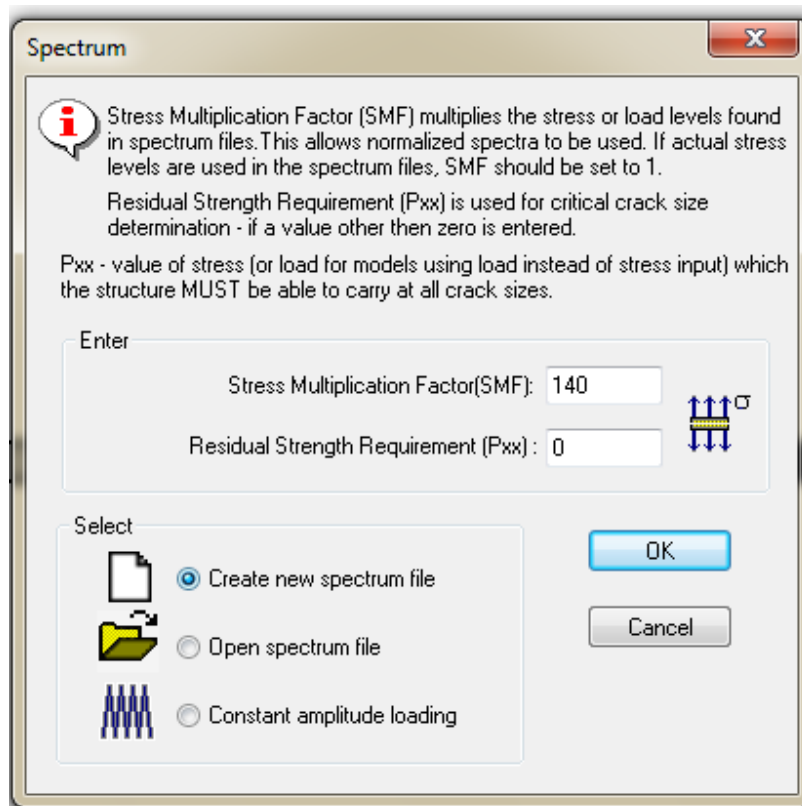 Spectrum
Stress Multiplication Factor (SMF) multiplies the stress or load levels found
in spectrum files.This allows normalized spectra to be used. If actual stress
levels are used in the spectrum files, SMF should be set to 1.
Residual Strength Requirement (Pxx) is used for critical crack size
determination - if a value other then zero is entered.
Pxx - value of stress (or load for models using load instead of stress input) which
the structure MUST be able to carry at all crack sizes.
Enter
Stress Multiplication Factor(SMF): 140
σ
Residual Strength Requirement (Pxx) : 0
Select
Create new spectrum file
Open spectrum file
Constant amplitude loading
OK
Cancel